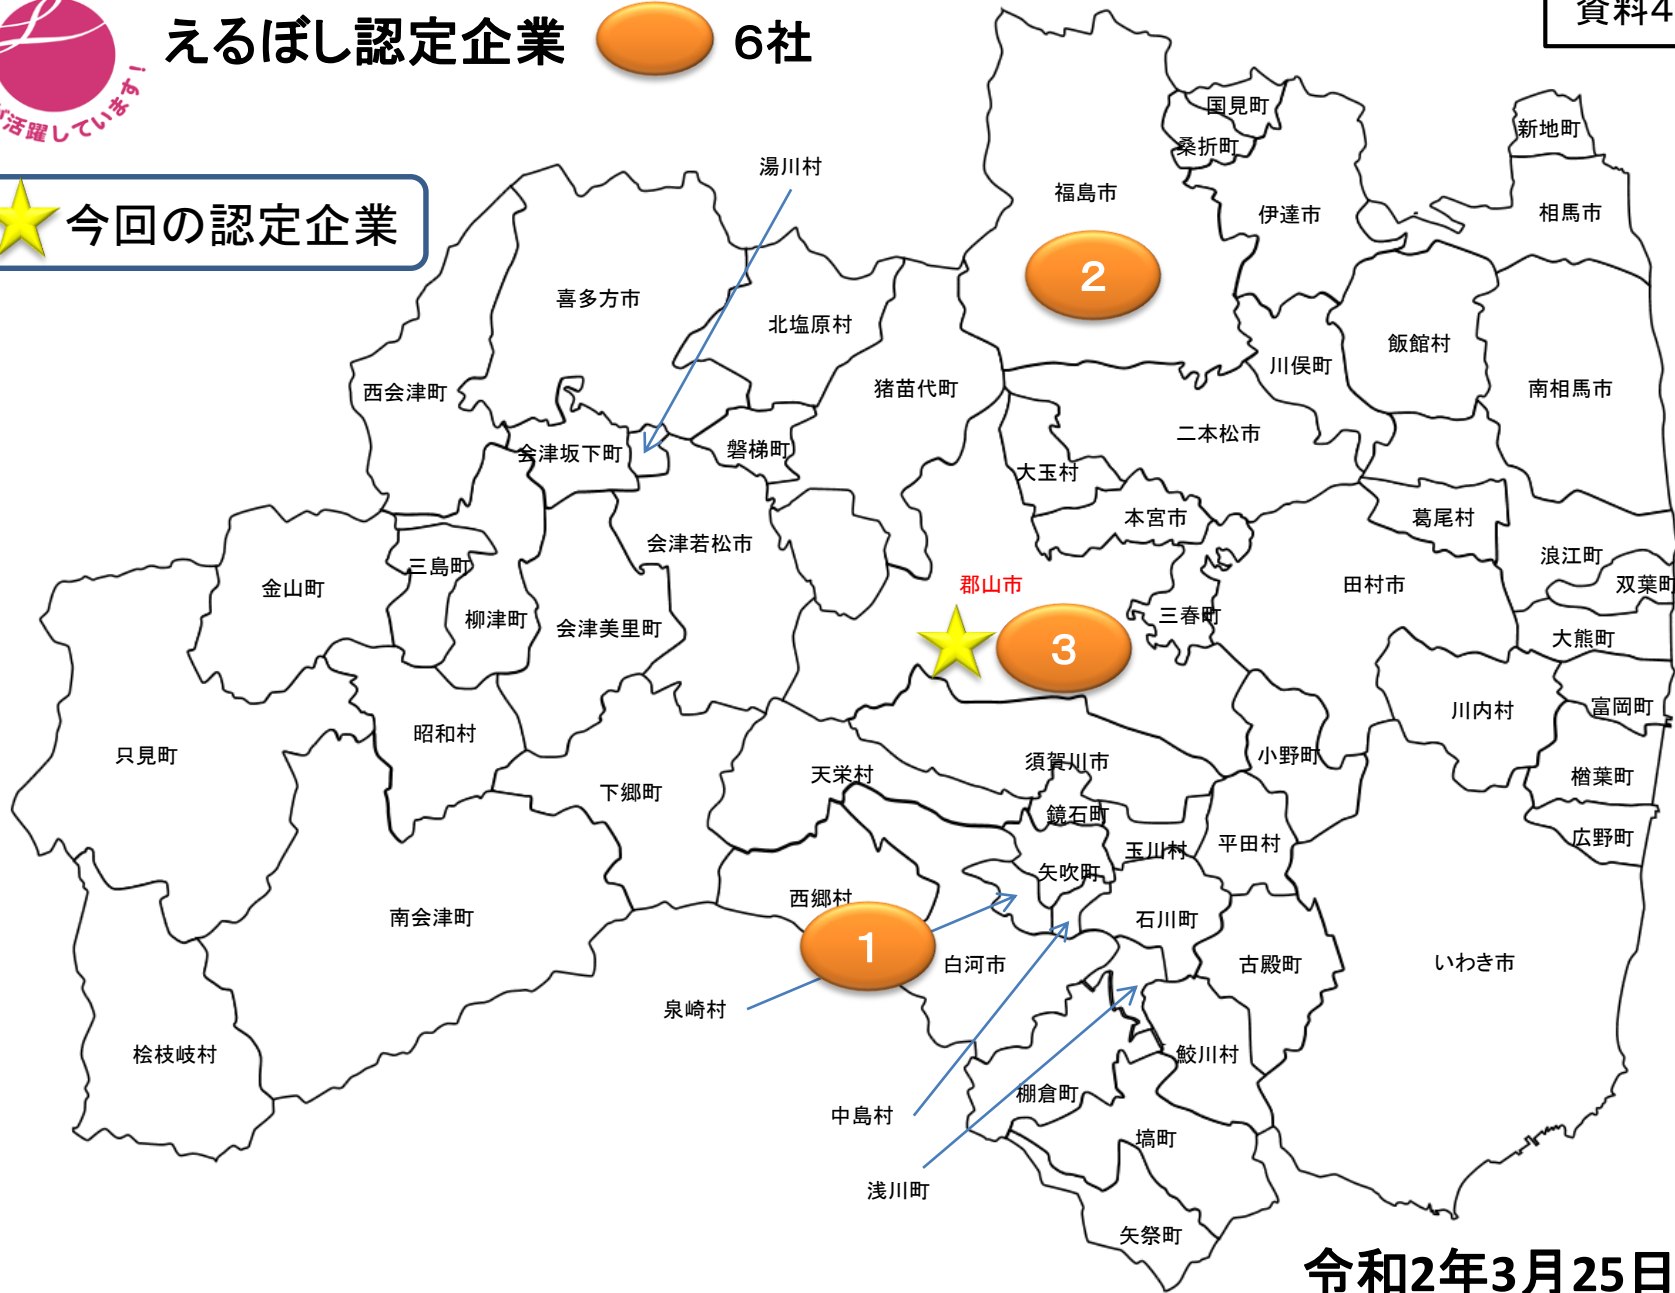 資料4
えるぼし認定企業 6社
が活躍しています!
今回の認定企業
国見町
新地町
桑折町
湯川村
福島市
伊達市
相馬市
2
喜多方市
北塩原村
飯館村
川俣町
西会津町
猪苗代町
南相馬市
二本松市
会津坂下町
磐梯町
大玉村
本宮市
葛尾村
会津若松市
浪江町
三島町
金山町
郡山市
田村市
双葉町
柳津町
会津美里町
三春町
大熊町
3
川内村
富岡町
昭和村
只見町
須賀川市
小野町
天栄村
楢葉町
下郷町
鏡石町
玉川村
平田村
広野町
矢吹町
西郷村
南会津町
石川町
1
白河市
古殿町
いわき市
泉崎村
桧枝岐村
鮫川村
棚倉町
中島村
塙町
浅川町
矢祭町
令和2年3月25日